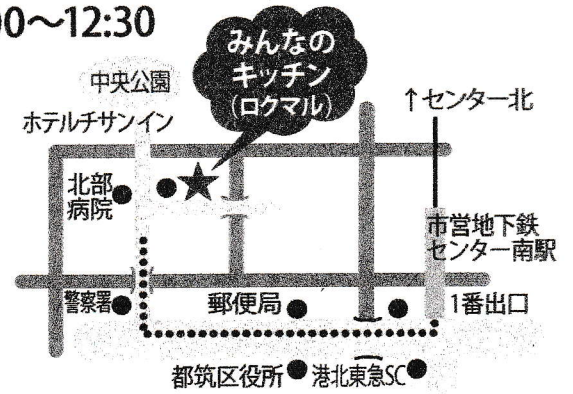 00〜12:30
みんなの
キッチン
(ロクマル)
中央公園
ホテルチサンイン
↑センター北
北部
病院
市営地下鉄
センター南駅
警察署
郵便局
1番出口
都筑区役所
港北東急SC